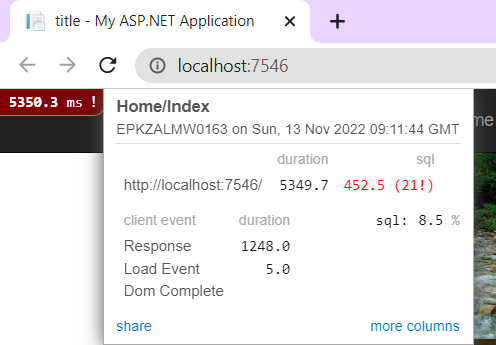 title - My ASP.NET Application
localhost:7546
5350.3 ms !
Home/Index
EPKZALMW0163 on Sun, 13 Nov 2022 09:11:44 GMT
duration sql
http://localhost:7546/ 5349.7 452.5 (21!)
client event duration sql: 8.5 %
Response 1248.0
Load Event 5.0
Dom Complete
share more columns